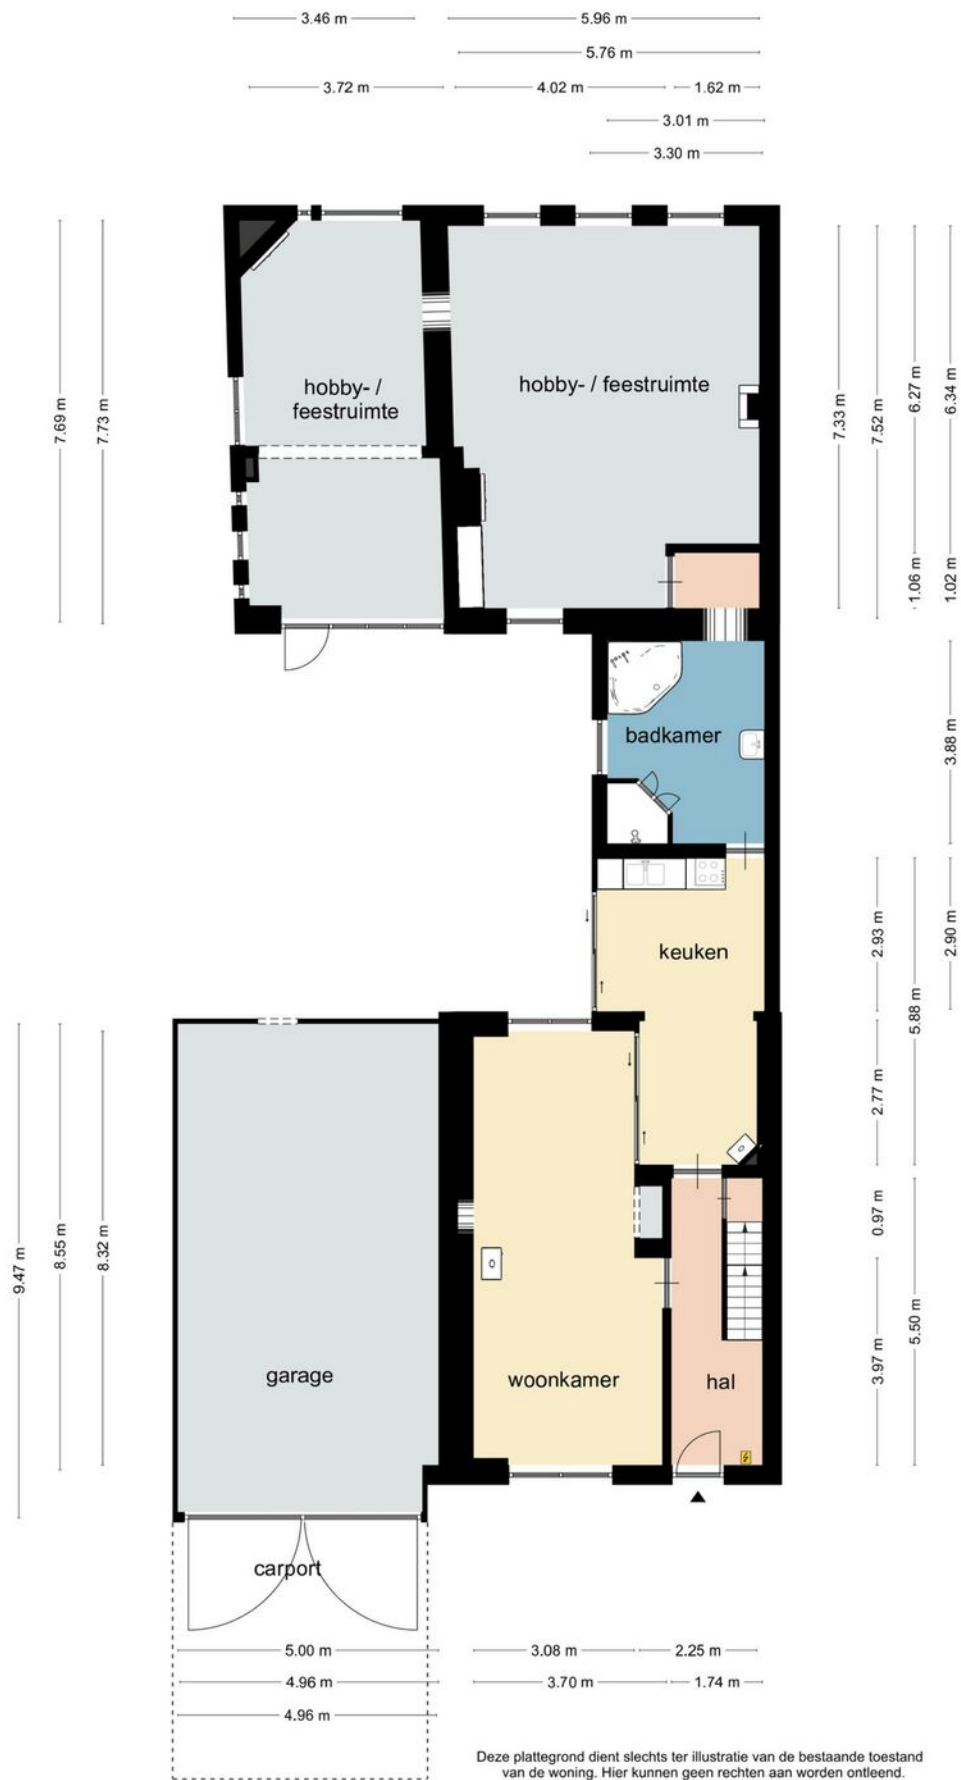 3.46 m 5.96 m
5.76 m
3.72 m 4.02 m 1.62 m
3.01 m
3.30 m
7.69 m
7.73 m
hobby- /
feestruimte
hobby- / feestruimte
7.33 m
7.52 m
6.27 m
6.34 m
1.06 m
1.02 m
badkamer
3.88 m
keuken
2.93 m
2.90 m
5.88 m
2.77 m
9.47 m
8.55 m
8.32 m
0.97 m
5.50 m
3.97 m
garage
woonkamer
hal
carport
5.00 m 3.08 m 2.25 m
4.96 m 3.70 m 1.74 m
4.96 m
Deze plattegrond dient slechts ter illustratie van de bestaande toestand
van de woning. Hier kunnen geen rechten aan worden ontleend.